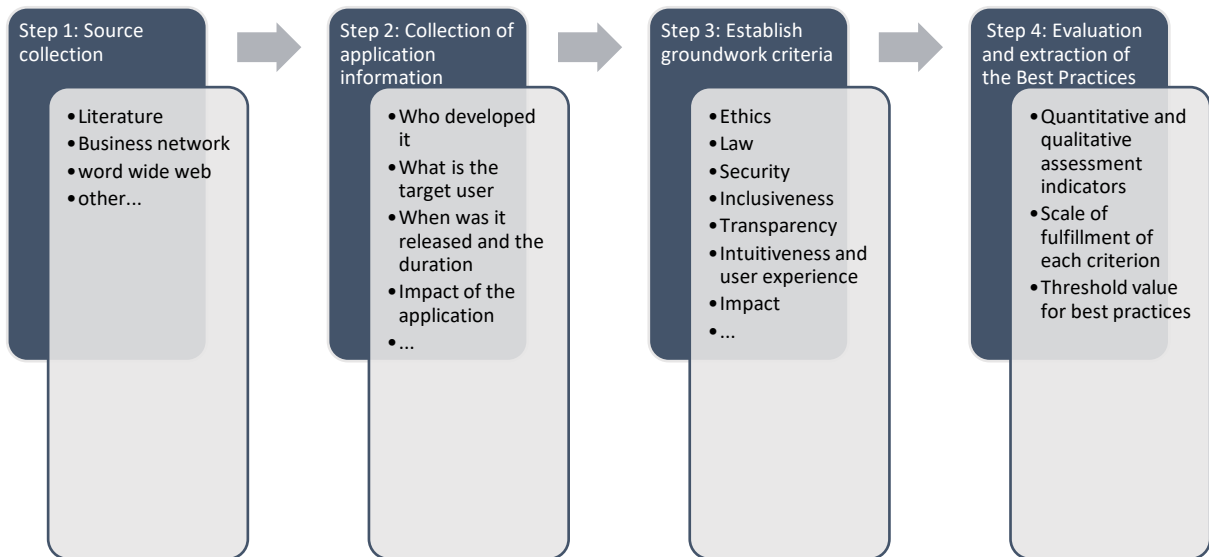 Step 1: Source
collection
•Literature
•Business network
•word wide web
•other...
Step 2: Collection of
application
information
•Who developed
it
•What is the
target user
•When was it
released and the
duration
•Impact of the
application
•...
Step 3: Establish
groundwork criteria
•Ethics
•Law
•Security
•Inclusiveness
•Transparency
•Intuitiveness and
user experience
•Impact
•...
Step 4: Evaluation
and extraction of
the Best Practices
•Quantitative and
qualitative
assessment
indicators
•Scale of
fulfillment of
each criterion
•Threshold value
for best practices